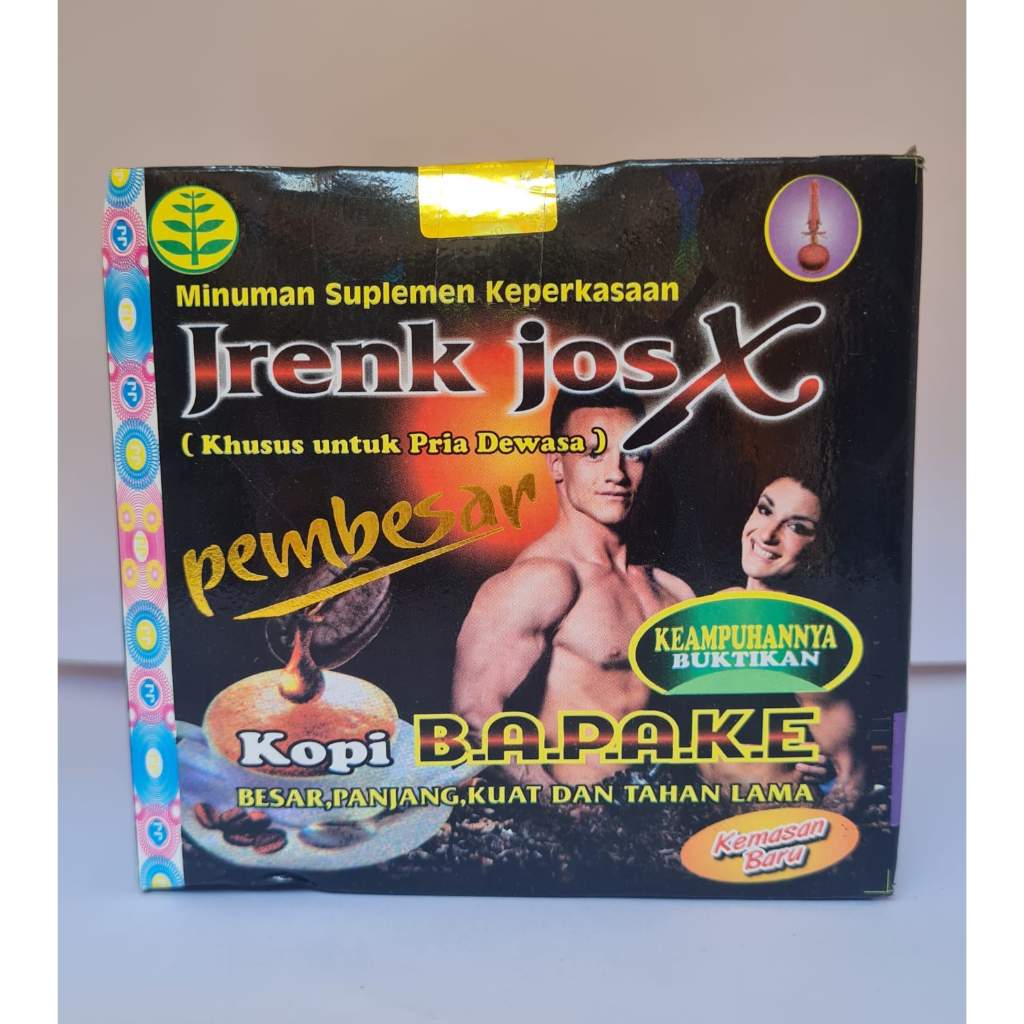 Minuman Suplemen Keperkasaan
Jrenk jos X
( Khusus untuk Pria Dewasa )
pembesar
KEAMPUHANNYA
BUKTIKAN
Kopi B.A.P.A.K.E
BESAR,PANJANG,KUAT DAN TAHAN LAMA
Kemasan
Baru